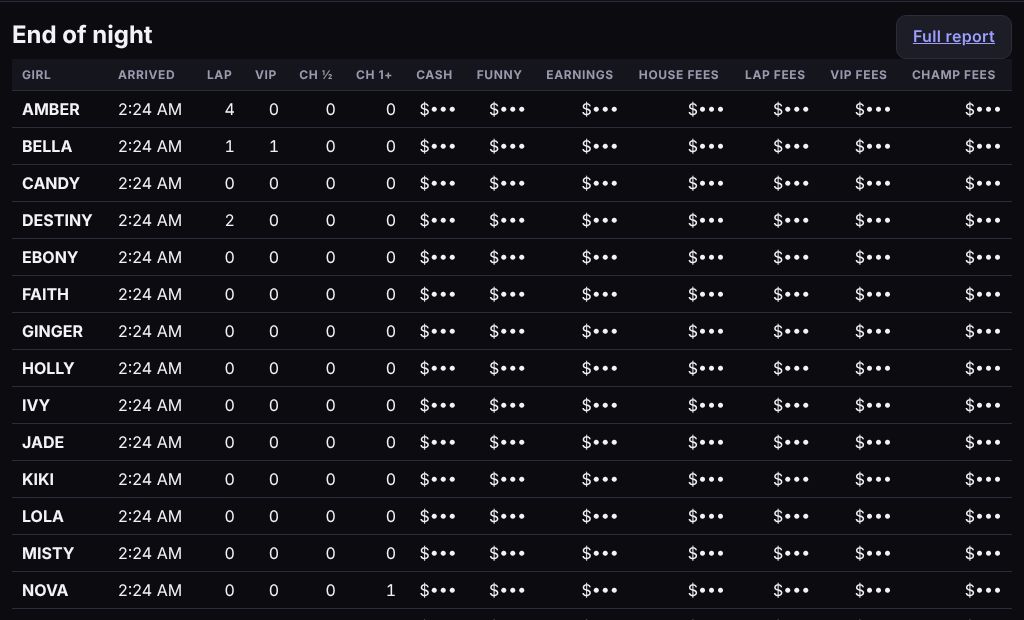 End of night
Full report
GIRL ARRIVED LAP VIP CH ½ CH 1+ CASH FUNNY EARNINGS HOUSE FEES LAP FEES VIP FEES CHAMP FEES
AMBER 2:24 AM 4 0 0 0 $••• $••• $••• $••• $••• $••• $•••
BELLA 2:24 AM 1 1 0 0 $••• $••• $••• $••• $••• $••• $•••
CANDY 2:24 AM 0 0 0 0 $••• $••• $••• $••• $••• $••• $•••
DESTINY 2:24 AM 2 0 0 0 $••• $••• $••• $••• $••• $••• $•••
EBONY 2:24 AM 0 0 0 0 $••• $••• $••• $••• $••• $••• $•••
FAITH 2:24 AM 0 0 0 0 $••• $••• $••• $••• $••• $••• $•••
GINGER 2:24 AM 0 0 0 0 $••• $••• $••• $••• $••• $••• $•••
HOLLY 2:24 AM 0 0 0 0 $••• $••• $••• $••• $••• $••• $•••
IVY 2:24 AM 0 0 0 0 $••• $••• $••• $••• $••• $••• $•••
JADE 2:24 AM 0 0 0 0 $••• $••• $••• $••• $••• $••• $•••
KIKI 2:24 AM 0 0 0 0 $••• $••• $••• $••• $••• $••• $•••
LOLA 2:24 AM 0 0 0 0 $••• $••• $••• $••• $••• $••• $•••
MISTY 2:24 AM 0 0 0 0 $••• $••• $••• $••• $••• $••• $•••
NOVA 2:24 AM 0 0 0 1 $••• $••• $••• $••• $••• $••• $•••